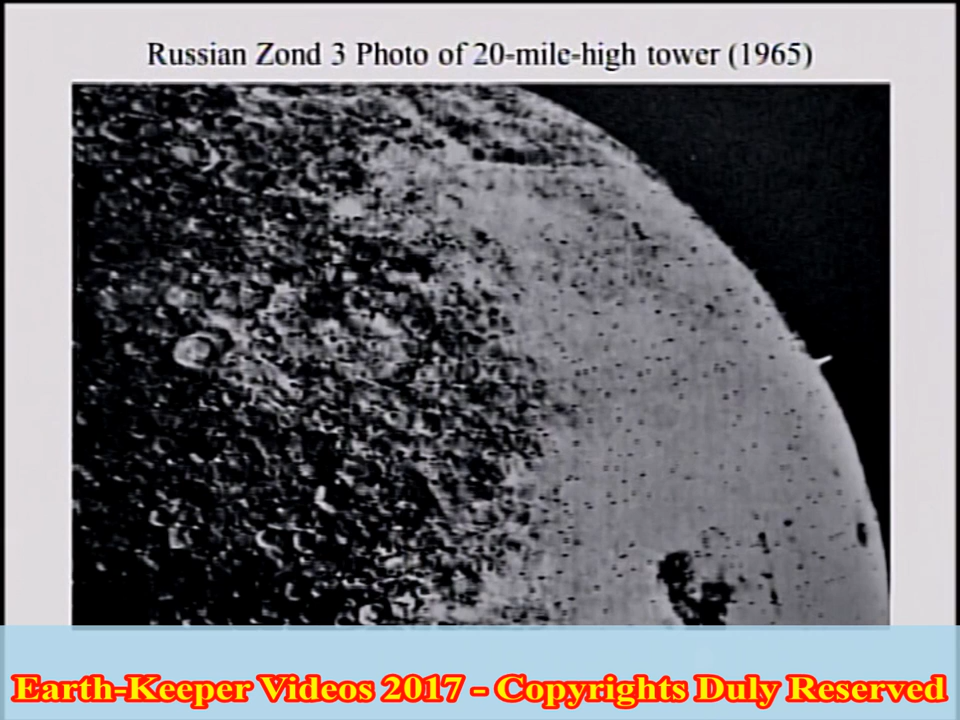 Russian Zond 3 Photo of 20-mile-high tower (1965)
Earth-Keeper Videos 2017 - Copyrights Duly Reserved